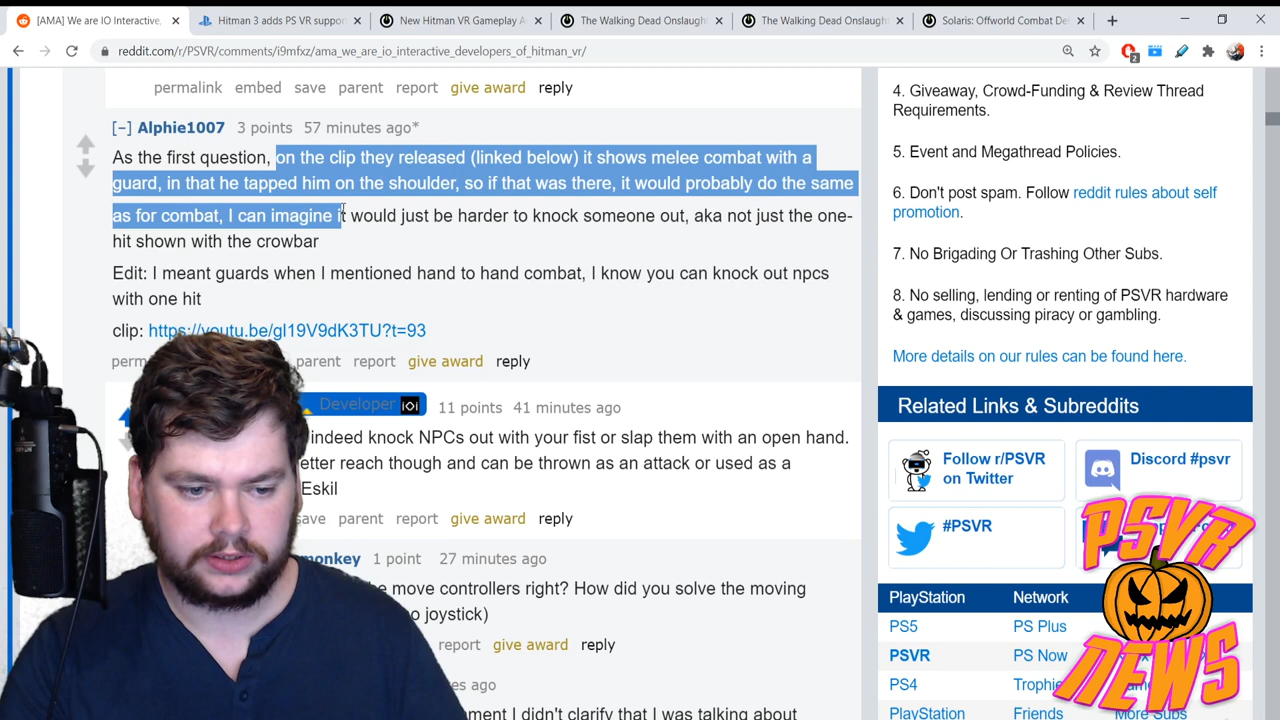 [AMA] We are IO Interactive,
Hitman 3 adds PS VR suppor
New Hitman VR Gameplay A
The Walking Dead Onslaught
The Walking Dead Onslaught
Solaris: Offworld Combat De
reddit.com/r/PSVR/comments/i9mfxz/ama_we_are_io_interactive_developers_of_hitman_vr/
permalink embed save parent report give award reply
[–] Alphie1007 3 points 57 minutes ago*
As the first question, on the clip they released (linked below) it shows melee combat with a
guard, in that he tapped him on the shoulder, so if that was there, it would probably do the same
as for combat, I can imagine it would just be harder to knock someone out, aka not just the one-
hit shown with the crowbar
Edit: I meant guards when I mentioned hand to hand combat, I know you can knock out npcs
with one hit
clip: https://youtu.be/gl19V9dK3TU?t=93
parent report give award reply
Developer iOi 11 points 41 minutes ago
indeed knock NPCs out with your fist or slap them with an open hand.
etter reach though and can be thrown as an attack or used as a
Eskil
save parent report give award reply
monkey 1 point 27 minutes ago
e move controllers right? How did you solve the moving
o joystick)
report give award reply
es ago
ment I didn't clarify that I was talking about
4. Giveaway, Crowd-Funding & Review Thread
Requirements.
5. Event and Megathread Policies.
6. Don't post spam. Follow reddit rules about self
promotion.
7. No Brigading Or Trashing Other Subs.
8. No selling, lending or renting of PSVR hardware
& games, discussing piracy or gambling.
More details on our rules can be found here.
Related Links & Subreddits
Follow r/PSVR
on Twitter
Discord #psvr
#PSVR
PlayStation Network
PS5 PS Plus
PSVR PS Now
PS4 Trophie
PlayStation Friends More Subs
PSVR
NEWS
2